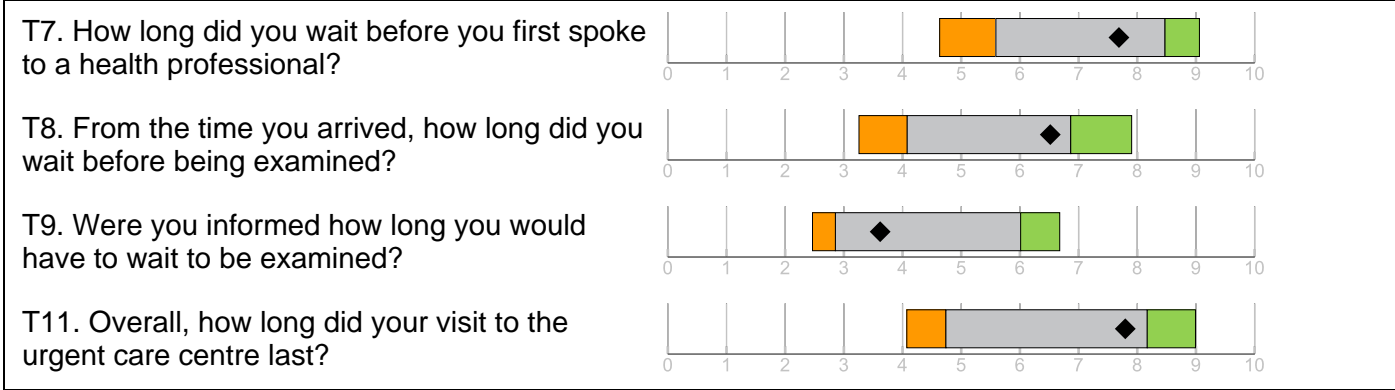 T7. How long did you wait before you first spoke
to a health professional?
0 1 2 3 4 5 6 7 8 9 10
T8. From the time you arrived, how long did you
wait before being examined?
0 1 2 3 4 5 6 7 8 9 10
T9. Were you informed how long you would
have to wait to be examined?
0 1 2 3 4 5 6 7 8 9 10
T11. Overall, how long did your visit to the
urgent care centre last?
0 1 2 3 4 5 6 7 8 9 10